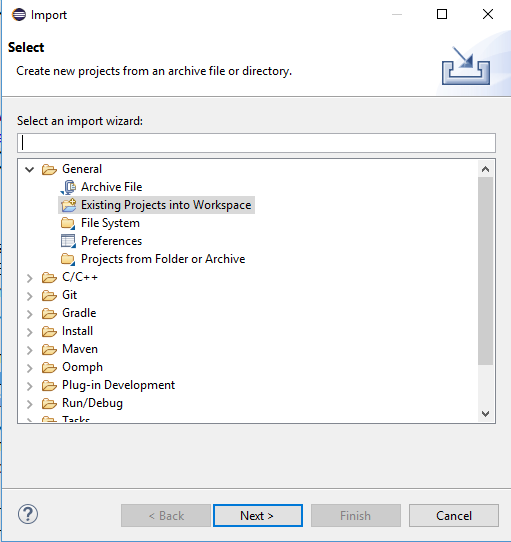 Import
Select
Create new projects from an archive file or directory.
Select an import wizard:
General
Archive File
Existing Projects into Workspace
File System
Preferences
Projects from Folder or Archive
C/C++
Git
Gradle
Install
Maven
Oomph
Plug-in Development
Run/Debug
Tasks
?
< Back
Next >
Finish
Cancel